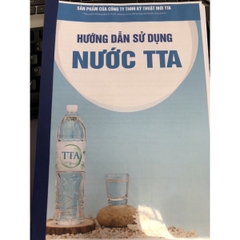 SẢN PHẨM CỦA CÔNG TY TNHH KỸ THUẬT MỚI TTA
HƯỚNG DẪN SỬ DỤNG
NƯỚC TTA
TTA